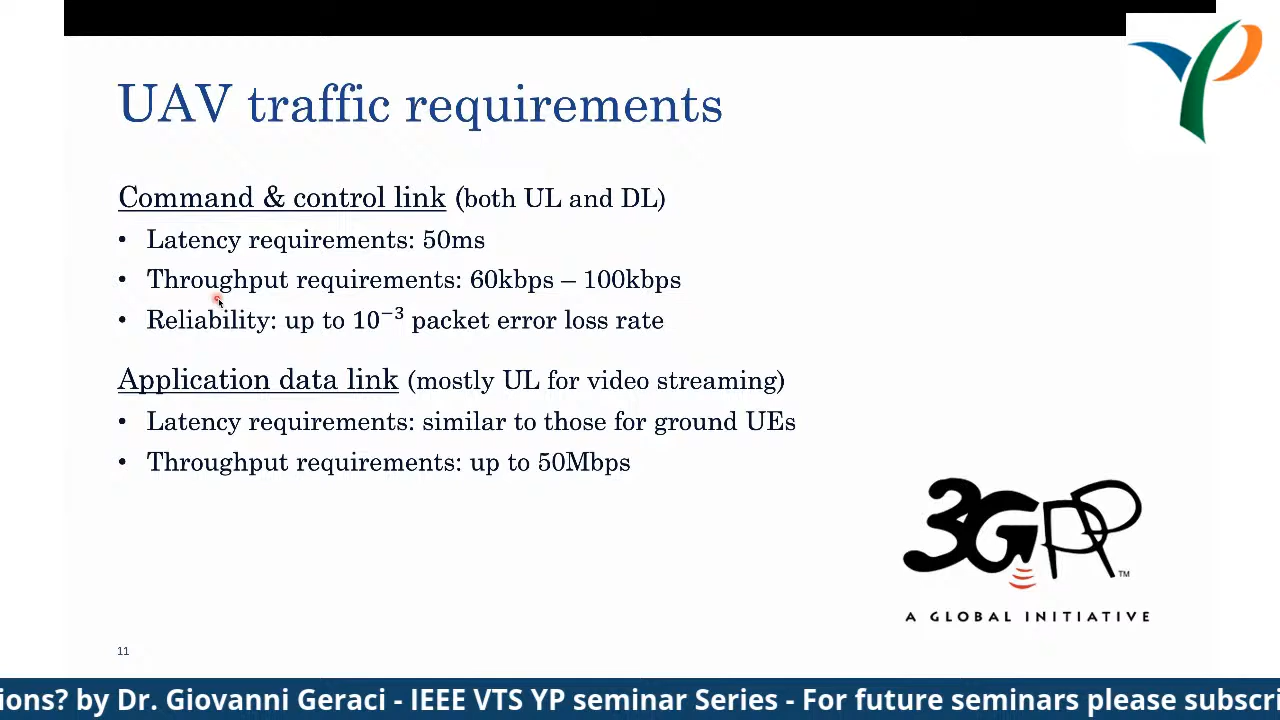 UAV traffic requirements
Command & control link (both UL and DL)
• Latency requirements: 50ms
• Throughput requirements: 60kbps – 100kbps
• Reliability: up to 10⁻³ packet error loss rate
Application data link (mostly UL for video streaming)
• Latency requirements: similar to those for ground UEs
• Throughput requirements: up to 50Mbps
3GPP™
A GLOBAL INITIATIVE
11
ions? by Dr. Giovanni Geraci - IEEE VTS YP seminar Series - For future seminars please subscri